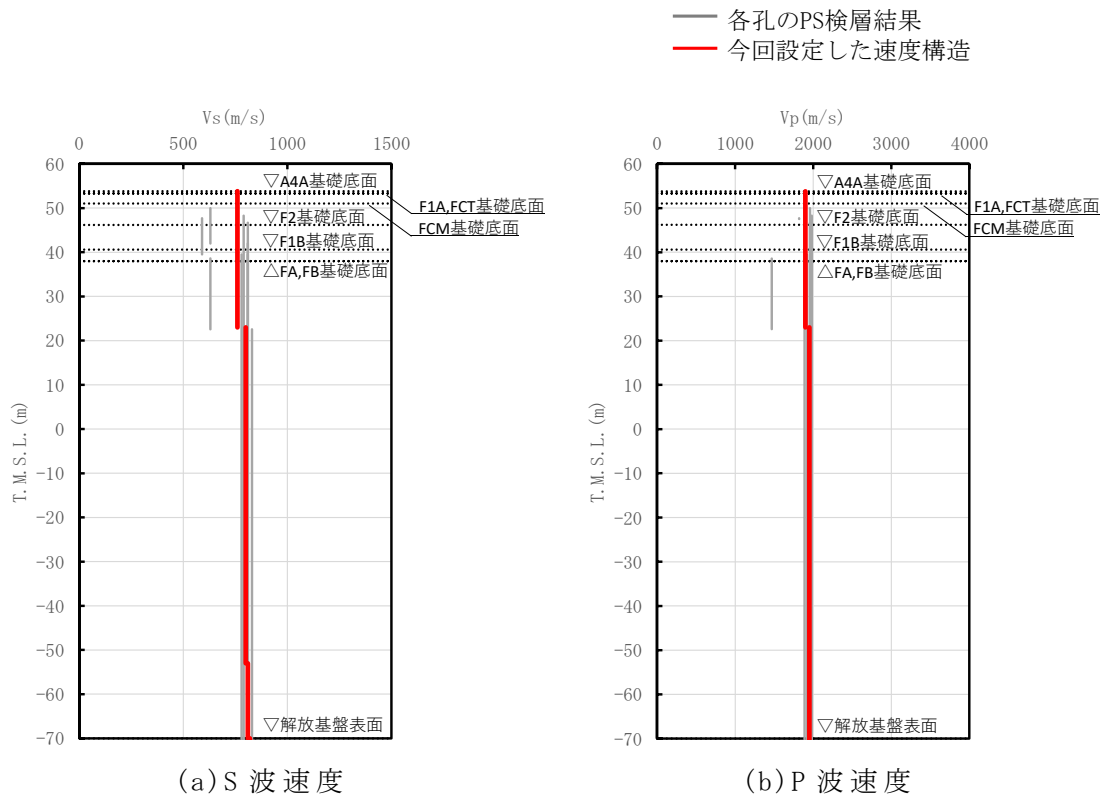 各孔のPS検層結果
今回設定した速度構造
Vs(m/s)
0 500 1000 1500
60
50
40
30
20
10
0
-10
-20
-30
-40
-50
-60
-70
T.M.S.L.(m)
▽A4A基礎底面
F1A,FCT基礎底面
▽F2基礎底面
FCM基礎底面
▽F1B基礎底面
△FA,FB基礎底面
▽解放基盤表面
(a)S 波速度
Vp(m/s)
0 1000 2000 3000 4000
60
50
40
30
20
10
0
-10
-20
-30
-40
-50
-60
-70
T.M.S.L.(m)
▽A4A基礎底面
F1A,FCT基礎底面
▽F2基礎底面
FCM基礎底面
▽F1B基礎底面
△FA,FB基礎底面
▽解放基盤表面
(b)P 波速度